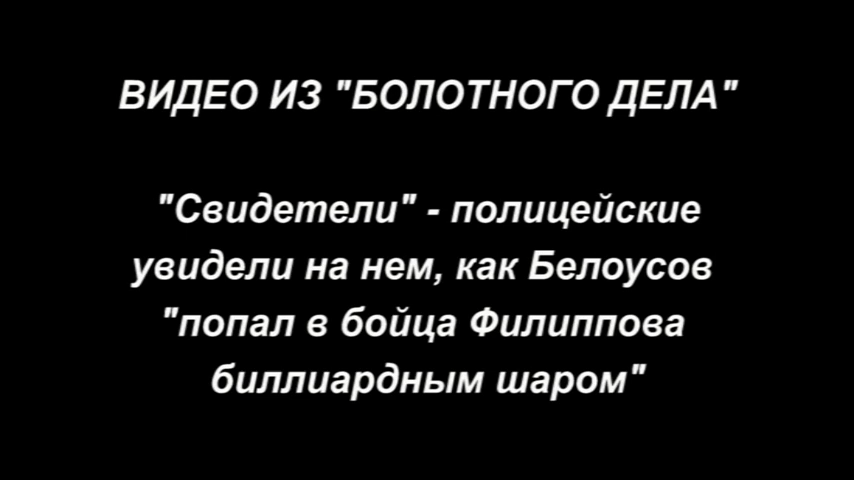 ВИДЕО ИЗ "БОЛОТНОГО ДЕЛА"
"Свидетели" - полицейские
увидели на нем, как Белоусов
"попал в бойца Филиппова
биллиардным шаром"